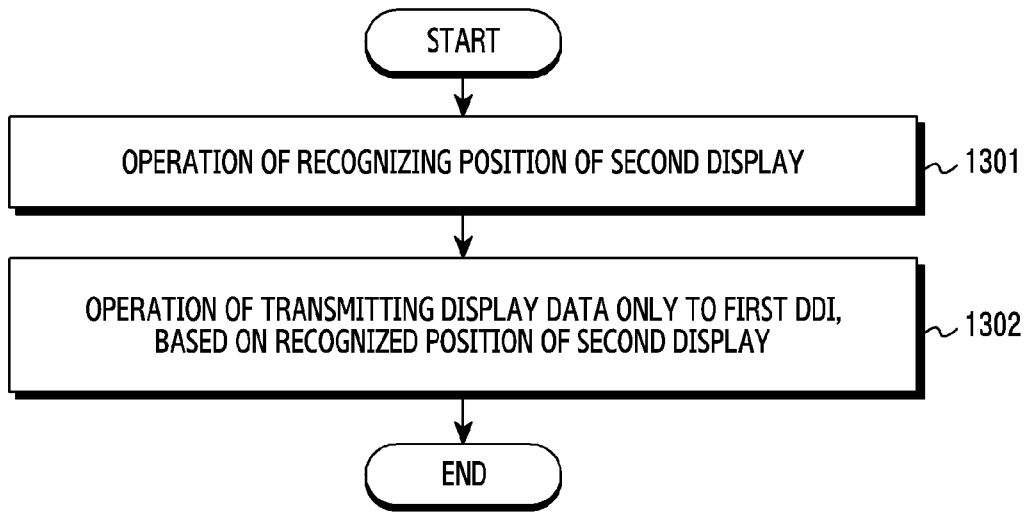 START
OPERATION OF RECOGNIZING POSITION OF SECOND DISPLAY
1301
OPERATION OF TRANSMITTING DISPLAY DATA ONLY TO FIRST DDI,
BASED ON RECOGNIZED POSITION OF SECOND DISPLAY
1302
END